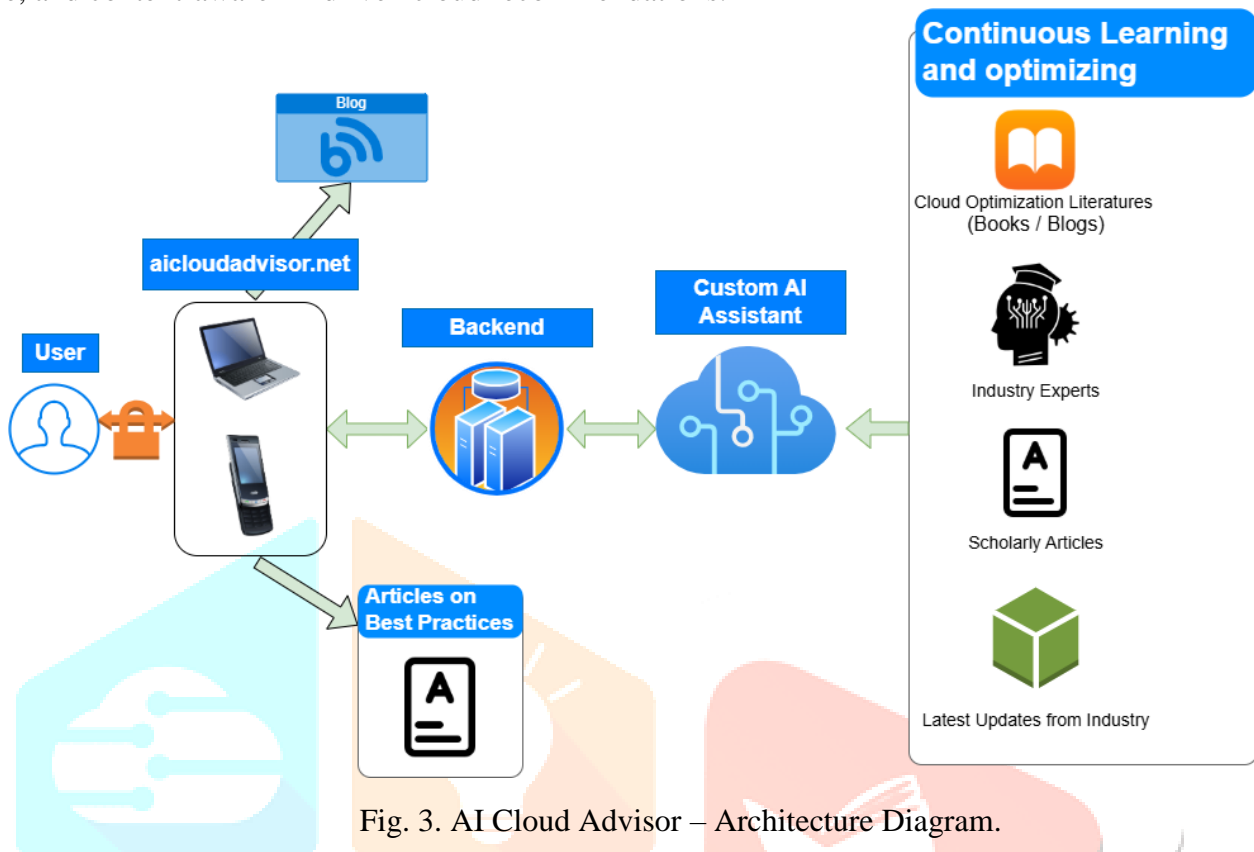 Continuous Learning
and optimizing
Blog
aicloudadvisor.net
User
Backend
Custom AI
Assistant
Cloud Optimization Literatures
(Books / Blogs)
Industry Experts
A
Scholarly Articles
Latest Updates from Industry
Articles on
Best Practices
A
Fig. 3. AI Cloud Advisor – Architecture Diagram.